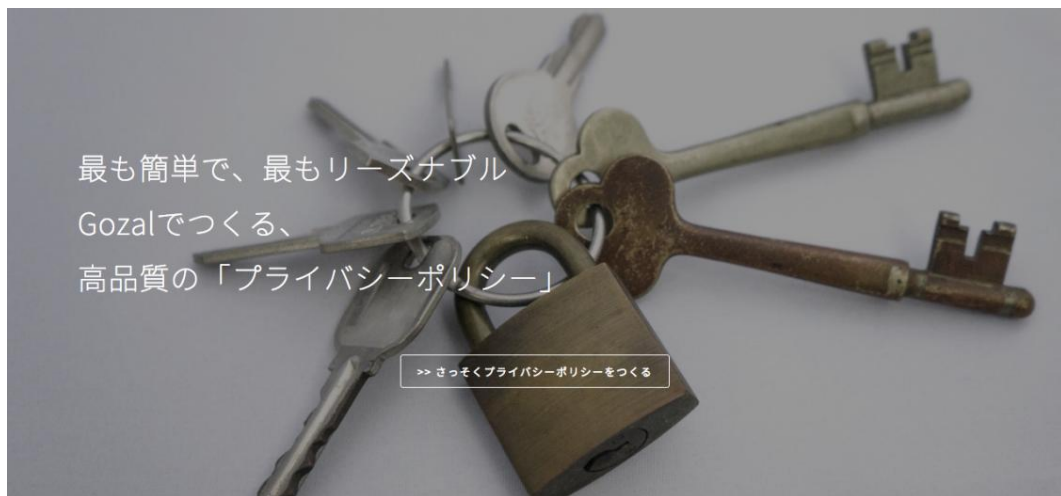 最も簡単で、最もリーズナブル
Gozalでつくる、
高品質の「プライバシーポリシー」
>> さっそくプライバシーポリシーをつくる